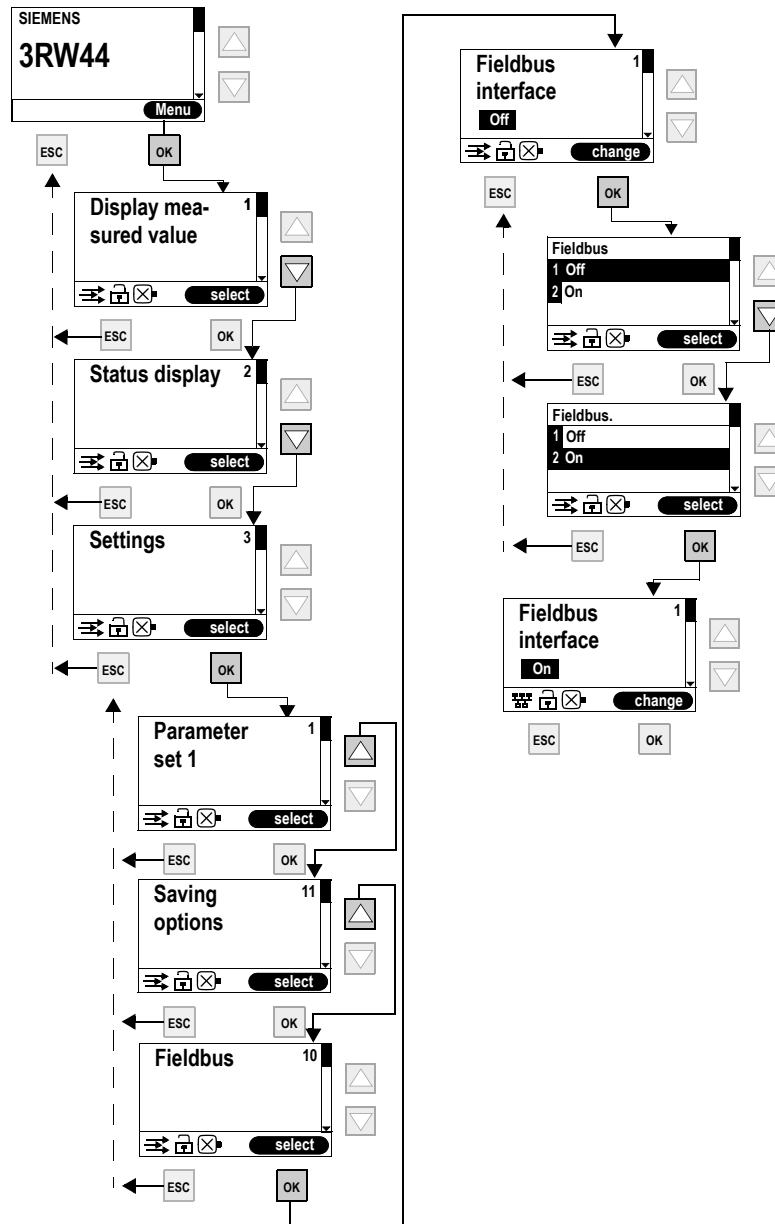 SIEMENS
3RW44
Menu
ESC
OK
Display mea-
sured value
1
select
ESC
OK
Status display
2
select
ESC
OK
Settings
3
select
ESC
OK
Parameter
set 1
1
select
ESC
OK
Saving
options
11
select
ESC
OK
Fieldbus
10
select
ESC
OK
Fieldbus
interface
1
Off
change
ESC
OK
Fieldbus
1 Off
2 On
select
ESC
OK
Fieldbus.
1 Off
2 On
select
ESC
OK
Fieldbus
interface
1
On
change
ESC
OK